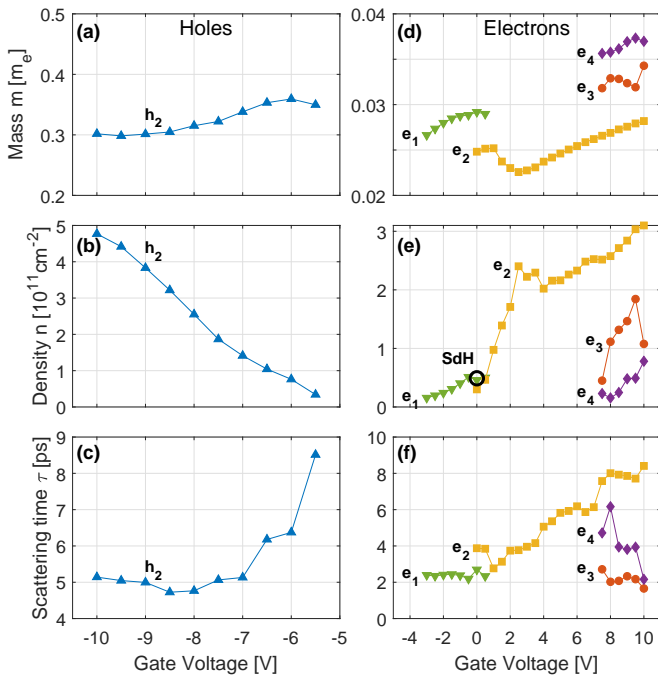 Holes
Electrons
(a)
(d)
Mass m [mₑ]
0.5
0.4
0.3
0.2
h₂
0.04
0.03
0.02
e₁
e₂
e₃
e₄
(b)
(e)
Density n [10¹¹cm⁻²]
5
4
3
2
1
0
h₂
3
2
1
0
e₁
SdH
e₂
e₃
e₄
(c)
(f)
Scattering time τ [ps]
9
8
7
6
5
4
h₂
10
8
6
4
2
0
e₁
e₂
e₄
e₃
-10 -9 -8 -7 -6 -5
-4 -2 0 2 4 6 8 10
Gate Voltage [V]
Gate Voltage [V]